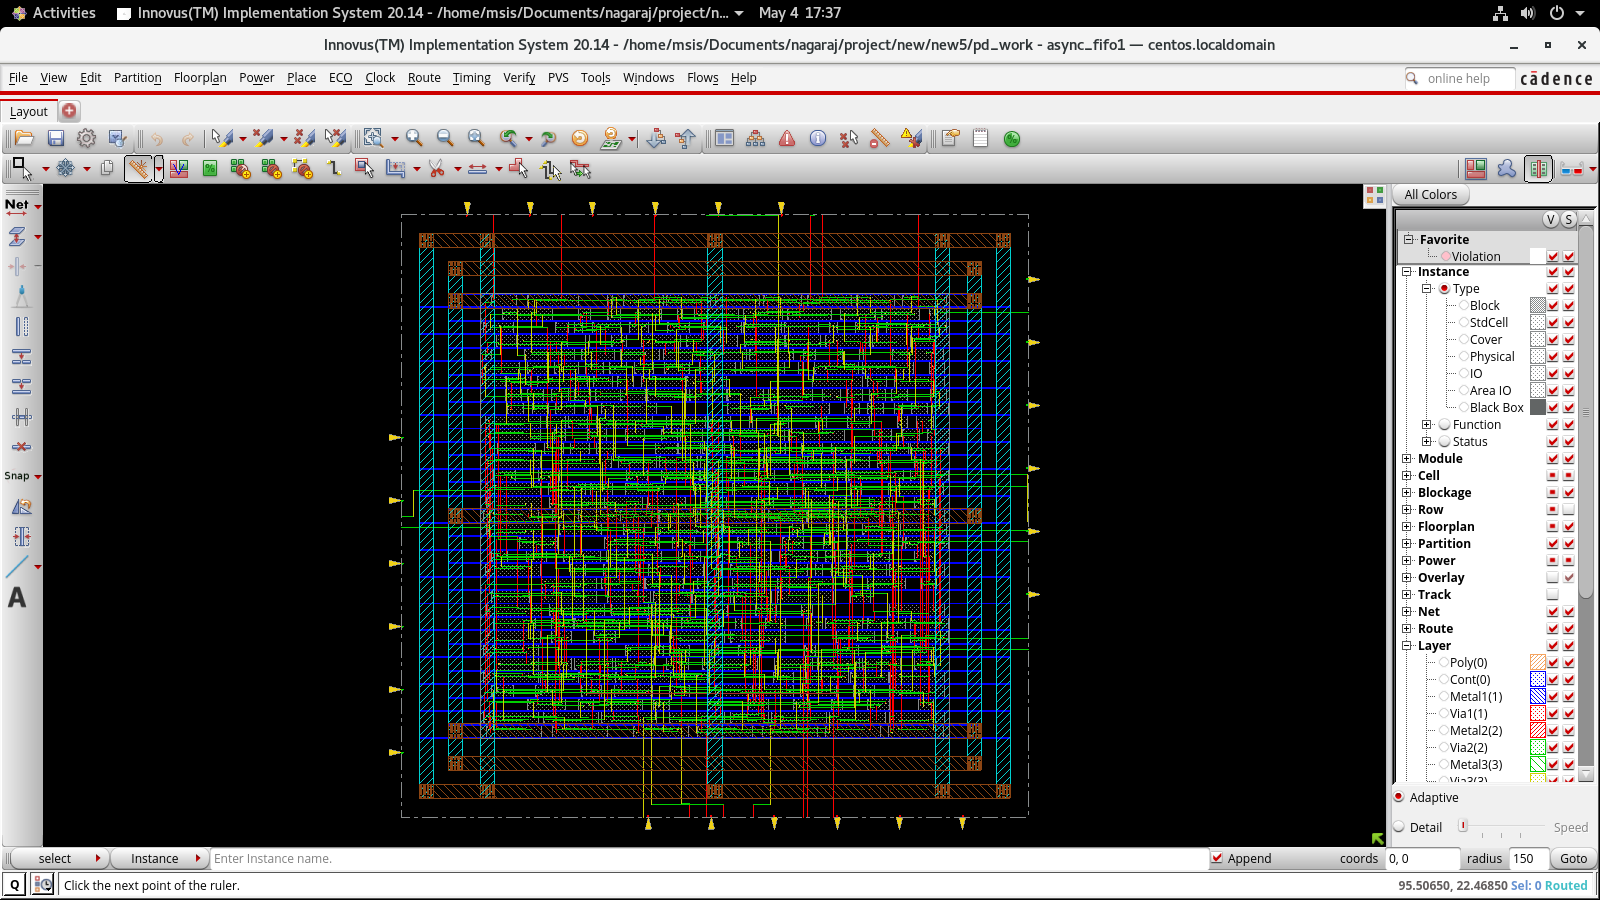 Activities Innovus(TM) Implementation System 20.14 - /home/msis/Documents/nagaraj/project/n... May 4 17:37
Innovus(TM) Implementation System 20.14 - /home/msis/Documents/nagaraj/project/new/new5/pd_work - async_fifo1 — centos.localdomain
File View Edit Partition Floorplan Power Place ECO Clock Route Timing Verify PVS Tools Windows Flows Help online help cādence
Layout
All Colors
Net
V S
Favorite
Violation
Instance
Type
Block
StdCell
Cover
Physical
IO
Area IO
Black Box
Function
Status
Module
Cell
Snap
Blockage
Row
Floorplan
Partition
Power
Overlay
Track
Net
A
Route
Layer
Poly(0)
Cont(0)
Metal1(1)
Via1(1)
Metal2(2)
Via2(2)
Metal3(3)
Via3(3)
Adaptive
Detail Speed
select Instance Enter Instance name. Append coords 0, 0 radius 150 Goto
Q Click the next point of the ruler. 95.50650, 22.46850 Sel: 0 Routed